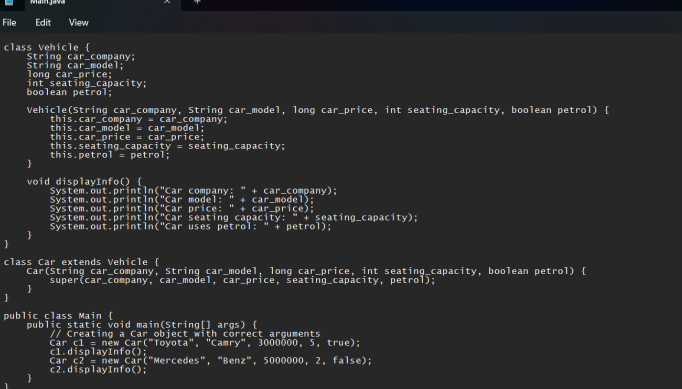 Main.java × +
File Edit View
class Vehicle {
    String car_company;
    String car_model;
    long car_price;
    int seating_capacity;
    boolean petrol;

    Vehicle(String car_company, String car_model, long car_price, int seating_capacity, boolean petrol) {
        this.car_company = car_company;
        this.car_model = car_model;
        this.car_price = car_price;
        this.seating_capacity = seating_capacity;
        this.petrol = petrol;
    }

    void displayInfo() {
        System.out.println("Car company: " + car_company);
        System.out.println("Car model: " + car_model);
        System.out.println("Car price: " + car_price);
        System.out.println("Car seating capacity: " + seating_capacity);
        System.out.println("Car uses petrol: " + petrol);
    }
}

class Car extends Vehicle {
    Car(String car_company, String car_model, long car_price, int seating_capacity, boolean petrol) {
        super(car_company, car_model, car_price, seating_capacity, petrol);
    }
}

public class Main {
    public static void main(String[] args) {
        // Creating a Car object with correct arguments
        Car c1 = new Car("Toyota", "Camry", 3000000, 5, true);
        c1.displayInfo();
        Car c2 = new Car("Mercedes", "Benz", 5000000, 2, false);
        c2.displayInfo();
    }
}